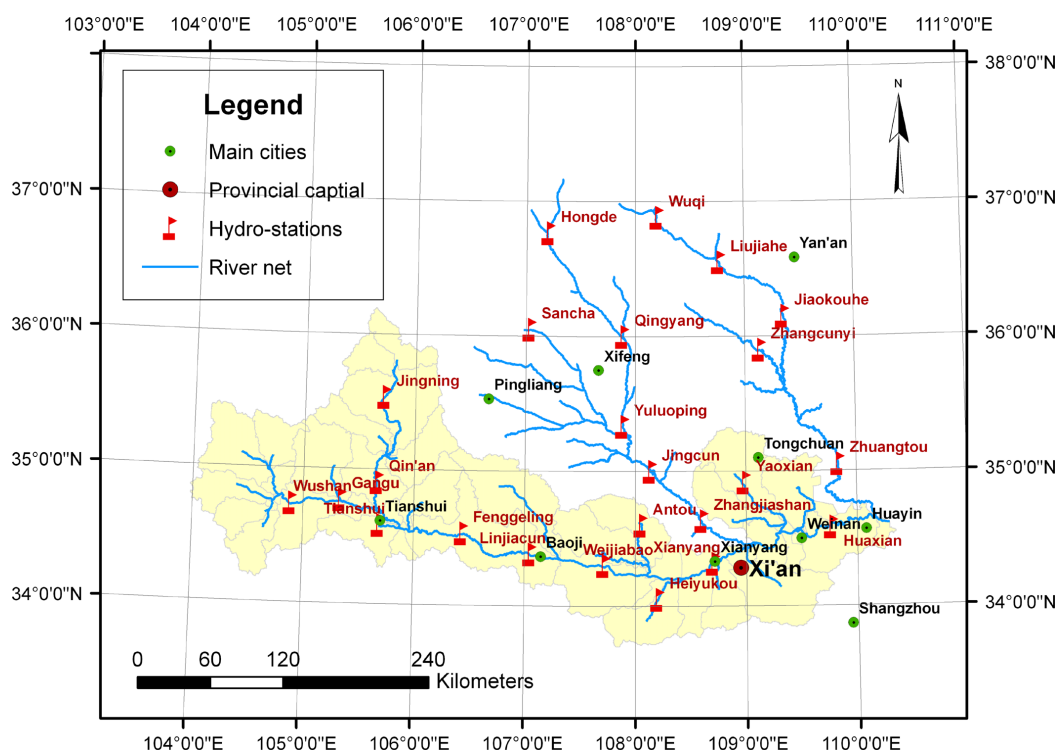 103°0'0"E 104°0'0"E 105°0'0"E 106°0'0"E 107°0'0"E 108°0'0"E 109°0'0"E 110°0'0"E 111°0'0"E
38°0'0"N
Legend
N
Main cities
Provincial captial
37°0'0"N
37°0'0"N
Hydro-stations
River net
Wuqi
Hongde
Liujiahe
Yan'an
Jiaokouhe
36°0'0"N
36°0'0"N
Sancha
Qingyang
Zhangcunyi
Xifeng
Jingning
Pingliang
Yuluoping
Tongchuan
Zhuangtou
35°0'0"N
35°0'0"N
Qin'an
Jingcun
Yaoxian
Wushan
Gangu
Tianshui
Tianshui
Fenggeling
Antou
Zhangjiashan
Huayin
Weinan
Linjiacun
Baoji
Weijiabao
Xianyang
Xianyang
Huaxian
Xi'an
Heiyukou
34°0'0"N
34°0'0"N
Shangzhou
0 60 120 240
Kilometers
104°0'0"E 105°0'0"E 106°0'0"E 107°0'0"E 108°0'0"E 109°0'0"E 110°0'0"E